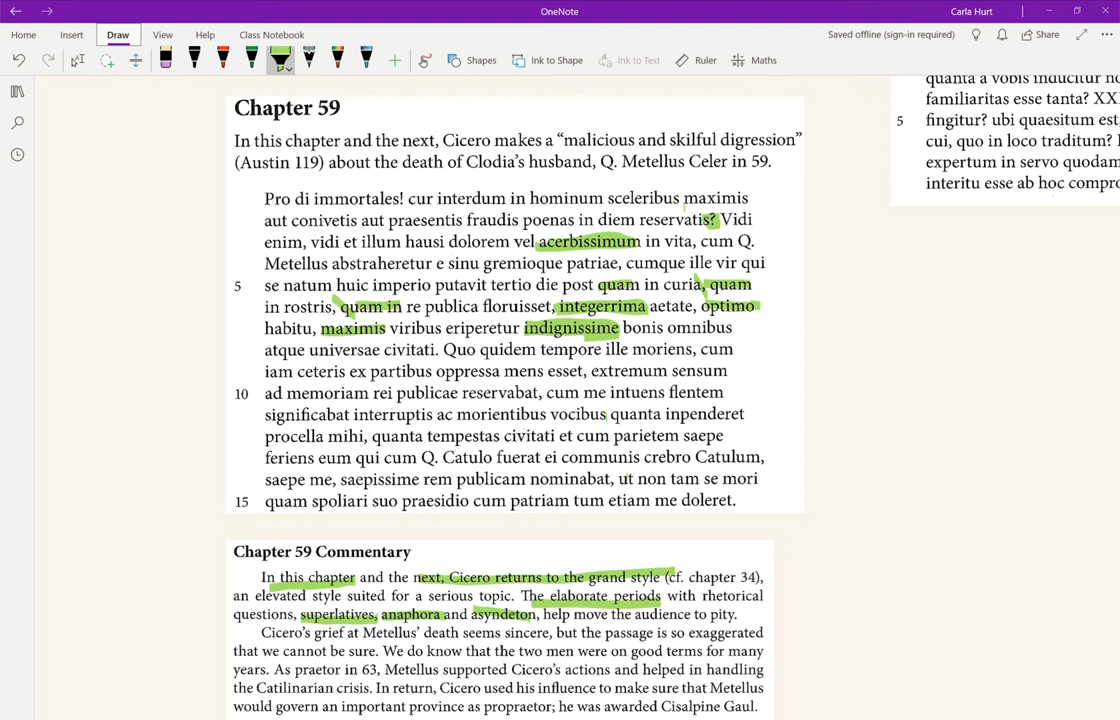 OneNote
Carla Hurt
Home Insert Draw View Help Class Notebook
Saved offline (sign-in required)
Share
Shapes
Ink to Shape
Ink to Text
Ruler
Maths
Chapter 59
In this chapter and the next, Cicero makes a “malicious and skilful digression”
(Austin 119) about the death of Clodia’s husband, Q. Metellus Celer in 59.
Pro di immortales! cur interdum in hominum sceleribus maximis
aut conivetis aut praesentis fraudis poenas in diem reservatis? Vidi
enim, vidi et illum hausi dolorem vel acerbissimum in vita, cum Q.
Metellus abstraheretur e sinu gremioque patriae, cumque ille vir qui
5 se natum huic imperio putavit tertio die post quam in curia, quam
in rostris, quam in re publica floruisset, integerrima aetate, optimo
habitu, maximis viribus eriperetur indignissime bonis omnibus
atque universae civitati. Quo quidem tempore ille moriens, cum
iam ceteris ex partibus oppressa mens esset, extremum sensum
10 ad memoriam rei publicae reservabat, cum me intuens flentem
significabat interruptis ac morientibus vocibus quanta inpenderet
procella mihi, quanta tempestas civitati et cum parietem saepe
feriens eum qui cum Q. Catulo fuerat ei communis crebro Catulum,
saepe me, saepissime rem publicam nominabat, ut non tam se mori
15 quam spoliari suo praesidio cum patriam tum etiam me doleret.
Chapter 59 Commentary
In this chapter and the next, Cicero returns to the grand style (cf. chapter 34),
an elevated style suited for a serious topic. The elaborate periods with rhetorical
questions, superlatives, anaphora and asyndeton, help move the audience to pity.
Cicero’s grief at Metellus’ death seems sincere, but the passage is so exaggerated
that we cannot be sure. We do know that the two men were on good terms for many
years. As praetor in 63, Metellus supported Cicero’s actions and helped in handling
the Catilinarian crisis. In return, Cicero used his influence to make sure that Metellus
would govern an important province as propraetor; he was awarded Cisalpine Gaul.
quanta a vobis inducitur
familiaritas esse tanta?
5 fingitur? ubi quaesitum est
cui, quo in loco traditum?
expertum in servo quodam
interitu esse ab hoc